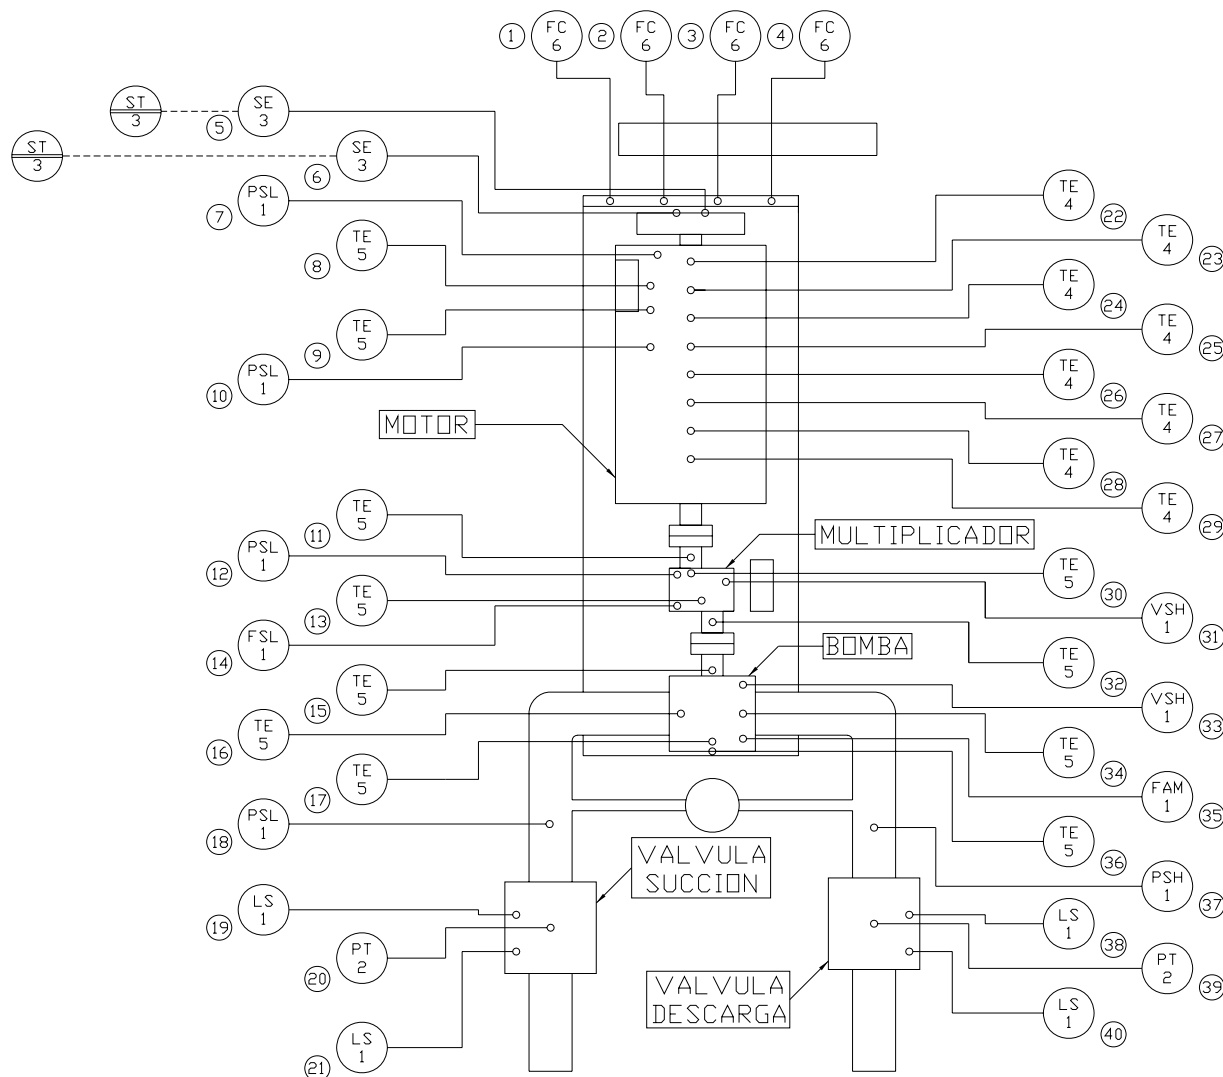 1
FC
6
2
FC
6
3
FC
6
4
FC
6
ST
3
5
SE
3
ST
3
6
SE
3
7
PSL
1
8
TE
5
9
TE
5
10
PSL
1
MOTOR
11
TE
5
12
PSL
1
13
TE
5
14
FSL
1
15
TE
5
16
TE
5
17
TE
5
18
PSL
1
19
LS
1
20
PT
2
21
LS
1
TE
4
22
TE
4
23
TE
4
24
TE
4
25
TE
4
26
TE
4
27
TE
4
28
TE
4
29
MULTIPLICADOR
TE
5
30
VSH
1
31
BOMBA
TE
5
32
VSH
1
33
TE
5
34
FAM
1
35
TE
5
36
VALVULA
SUCCION
PSH
1
37
LS
1
38
PT
2
39
VALVULA
DESCARGA
LS
1
40